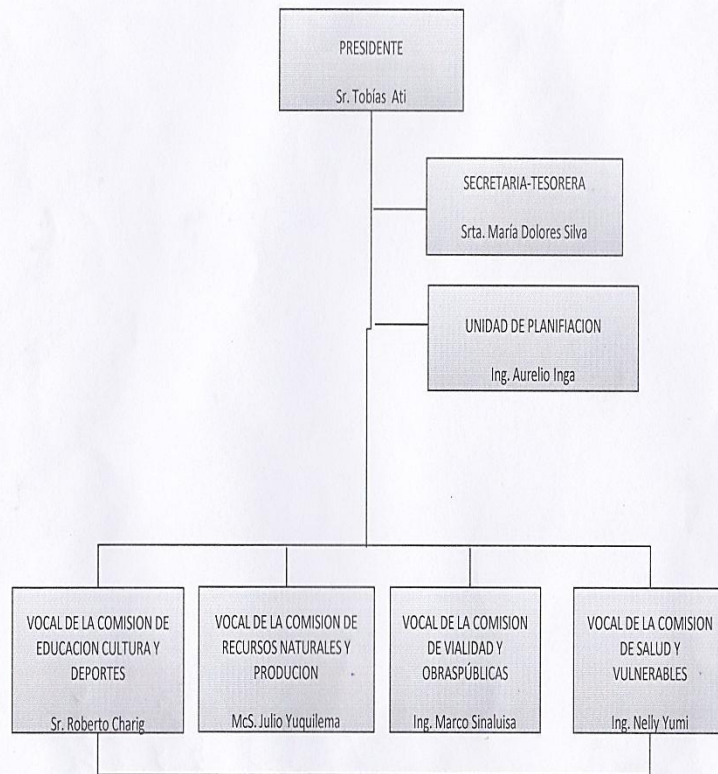 PRESIDENTE
Sr. Tobías Ati
SECRETARIA-TESORERA
Srta. María Dolores Silva
UNIDAD DE PLANIFIACION
Ing. Aurelio Inga
VOCAL DE LA COMISION DE
EDUCACION CULTURA Y
DEPORTES
Sr. Roberto Charig
VOCAL DE LA COMISION DE
RECURSOS NATURALES Y
PRODUCION
McS. Julio Yuquilema
VOCAL DE LA COMISION
DE VIALIDAD Y
OBRASPÚBLICAS
Ing. Marco Sinaluisa
VOCAL DE LA COMISION
DE SALUD Y
VULNERABLES
Ing. Nelly Yumi